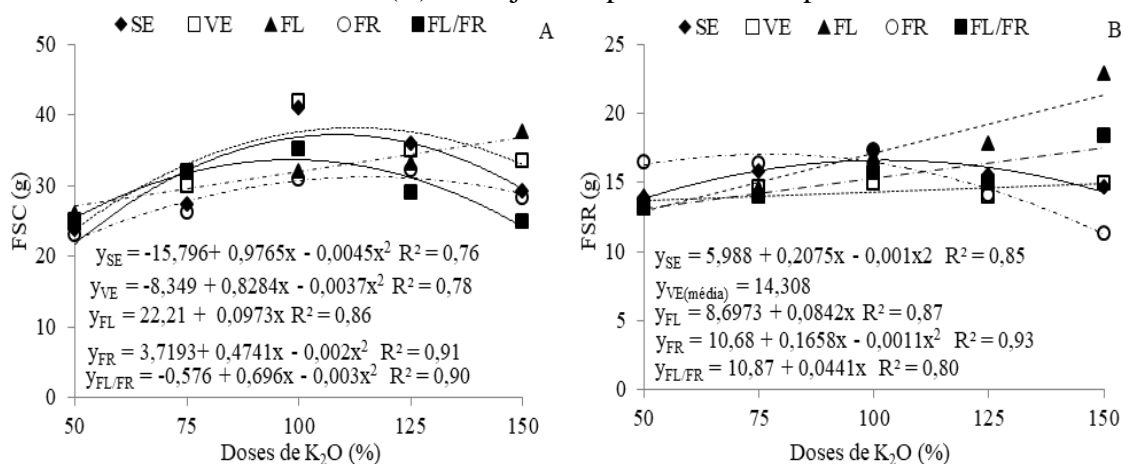 SE VE FL FR FL/FR
A
FSC (g)
50
40
30
20
10
0
y_SE = -15,796+ 0,9765x - 0,0045x² R² = 0,76
y_VE = -8,349 + 0,8284x - 0,0037x² R² = 0,78
y_FL = 22,21 + 0,0973x R² = 0,86
y_FR = 3,7193+ 0,4741x - 0,002x² R² = 0,91
y_FL/FR = -0,576 + 0,696x - 0,003x² R² = 0,90
50 75 100 125 150
Doses de K₂O (%)
SE VE FL FR FL/FR
B
FSR (g)
25
20
15
10
5
0
y_SE = 5,988 + 0,2075x - 0,001x2 R² = 0,85
y_VE(média) = 14,308
y_FL = 8,6973 + 0,0842x R² = 0,87
y_FR = 10,68 + 0,1658x - 0,0011x² R² = 0,93
y_FL/FR = 10,87 + 0,0441x R² = 0,80
50 75 100 125 150
Doses de K₂O (%)